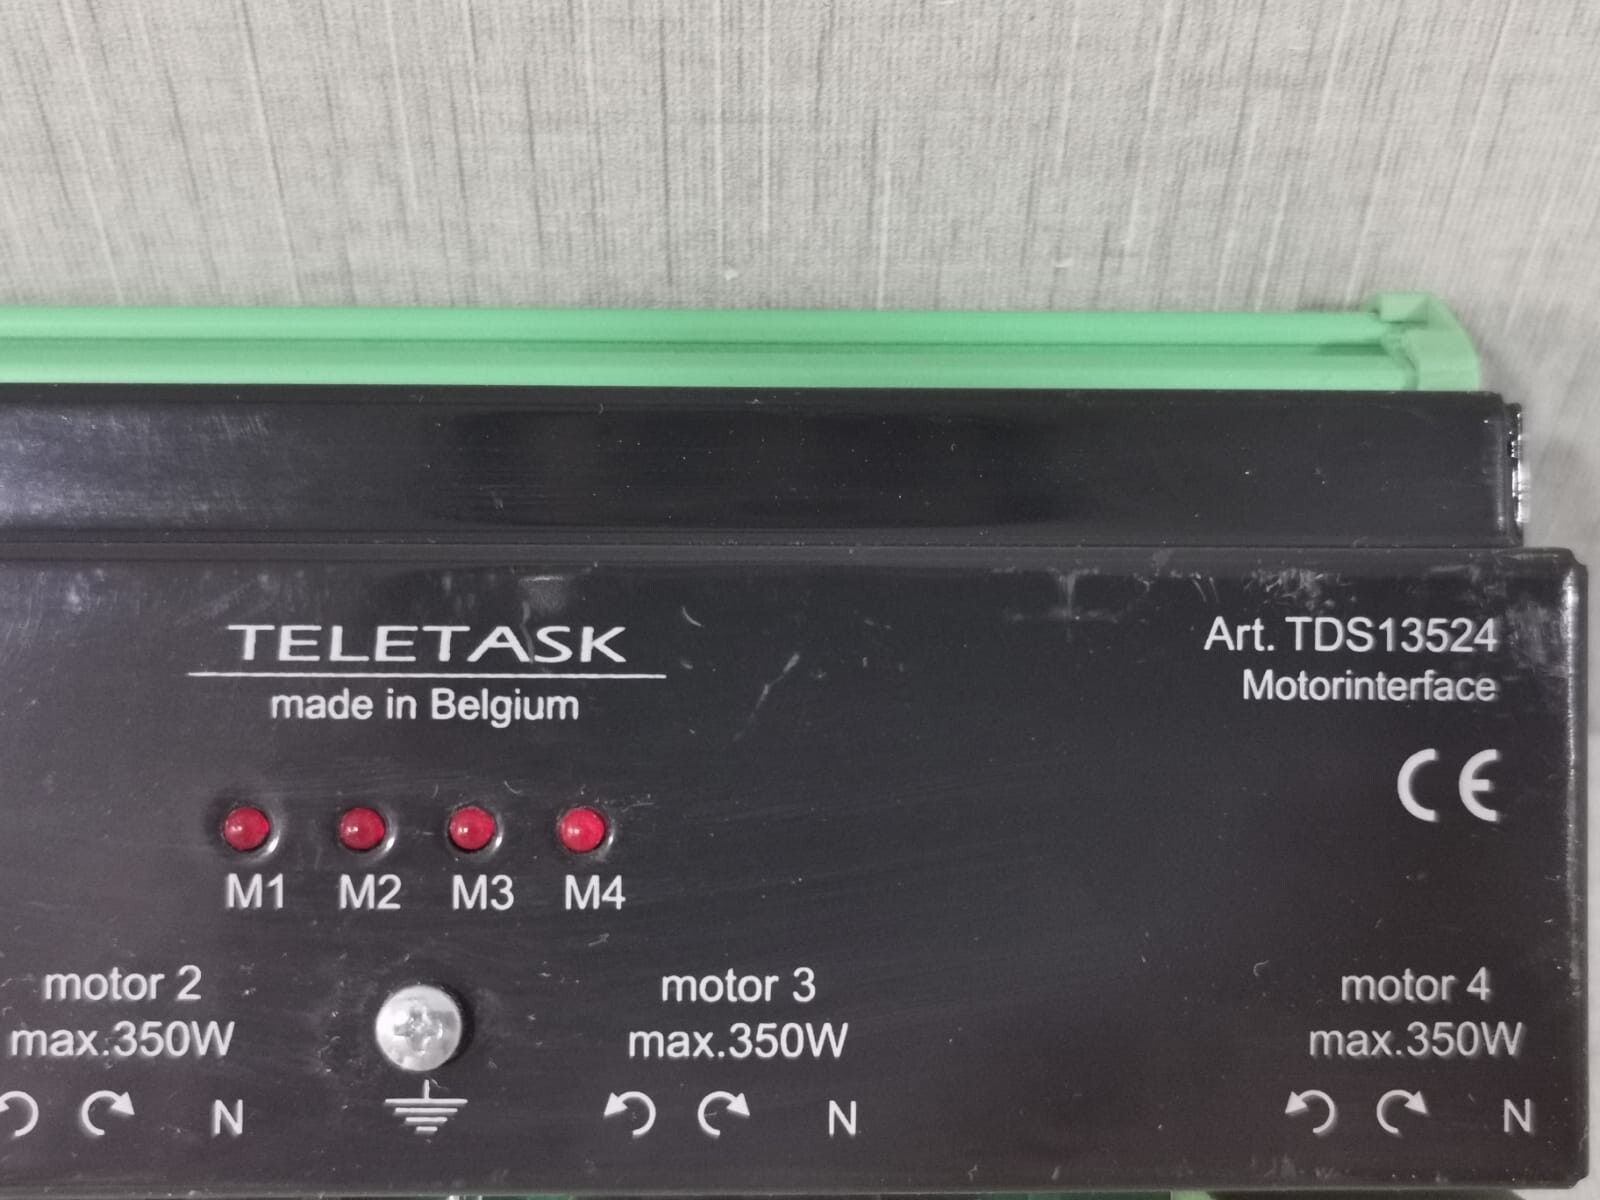 TELETASK
made in Belgium
Art. TDS13524
Motorinterface
CE
M1 M2 M3 M4
motor 2
max.350W
N
motor 3
max.350W
N
motor 4
max.350W
N